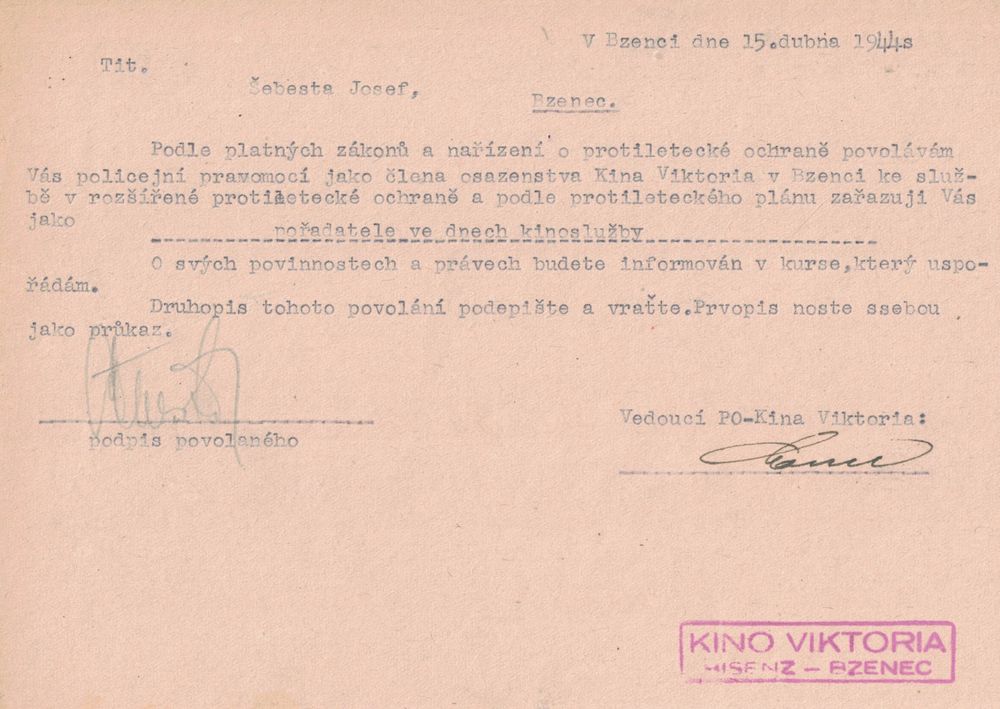 V Bzenci dne 15.dubna 1944s
Tit.
Šebesta Josef,
Bzenec.
Podle platných zákonů a nařízení o protiletecké ochraně povolávám
Vás policejní pravomocí jako člena osazenstva Kina Viktoria v Bzenci ke služ-
bě v rozšířené protiletecké ochraně a podle protileteckého plánu zařazuji Vás
jako
pořadatele ve dnech kinoslužby
O svých povinnostech a právech budete informován v kurse,který uspo-
řádám.
Druhopis tohoto povolání podepište a vraťte.Prvopis noste ssebou
jako průkaz.
podpis povolaného
Vedoucí PO-Kina Viktoria:
KINO VIKTORIA
BISENZ – BZENEC